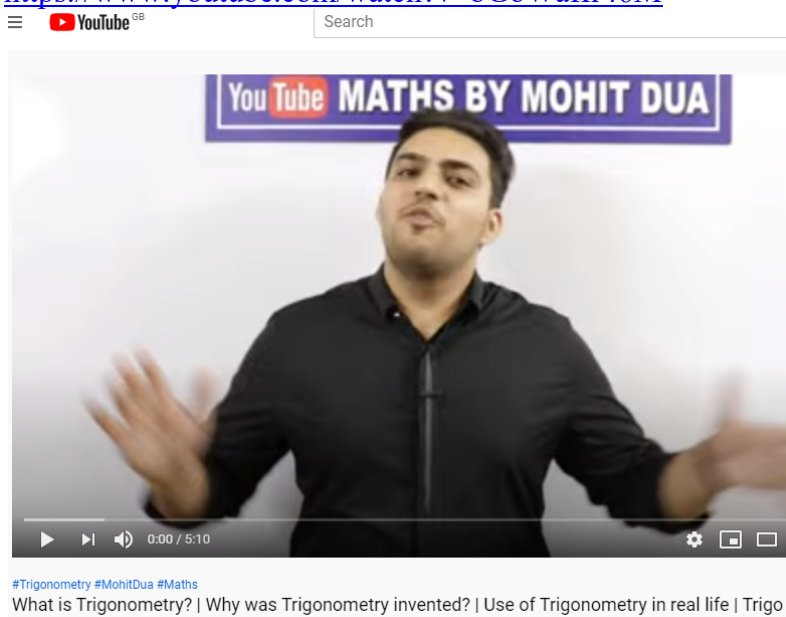 YouTube GB
Search
You Tube MATHS BY MOHIT DUA
0:00 / 5:10
#Trigonometry #MohitDua #Maths
What is Trigonometry? | Why was Trigonometry invented? | Use of Trigonometry in real life | Trigo